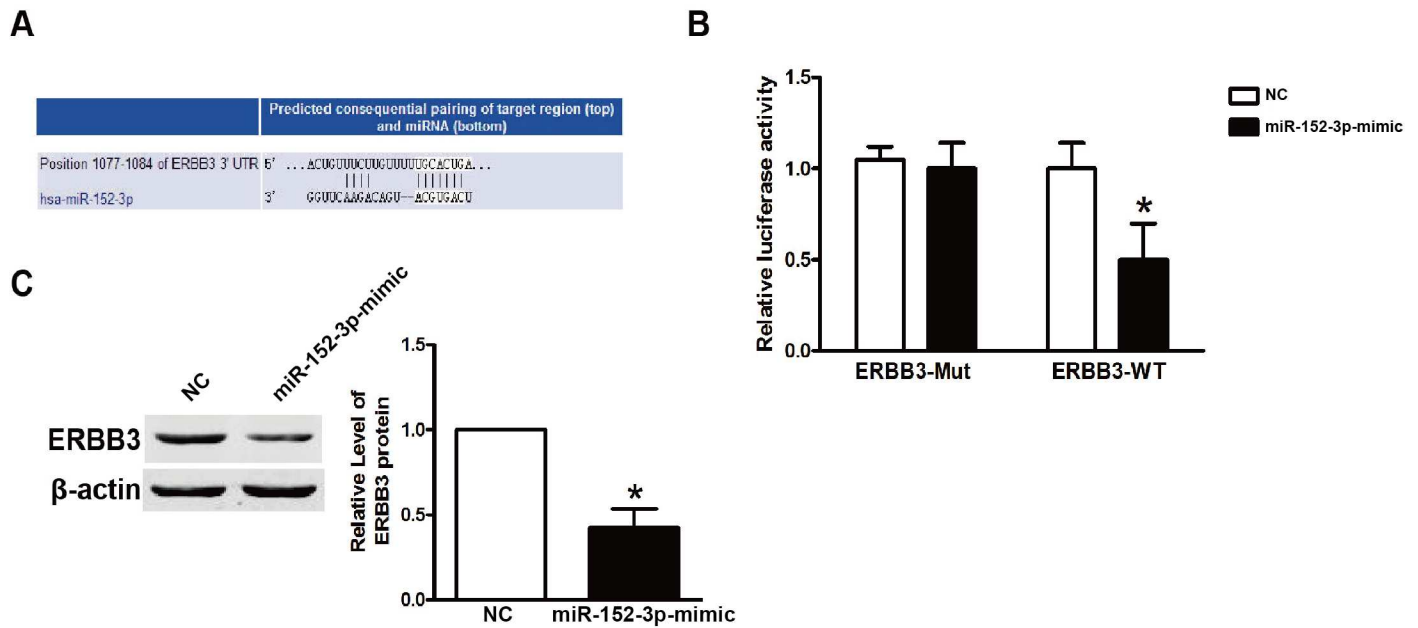 A
Predicted consequential pairing of target region (top)
and miRNA (bottom)
Position 1077-1084 of ERBB3 3' UTR 5' ...ACUGUUUCUUGUUUUUGCACUGA...
hsa-miR-152-3p 3' GGUUCAAGACAGU--ACGUGACU
B
Relative luciferase activity
1.5
1.0
0.5
0.0
*
ERBB3-Mut ERBB3-WT
NC
miR-152-3p-mimic
C
NC miR-152-3p-mimic
ERBB3
β-actin
Relative Level of
ERBB3 protein
1.5
1.0
0.5
0.0
*
NC miR-152-3p-mimic